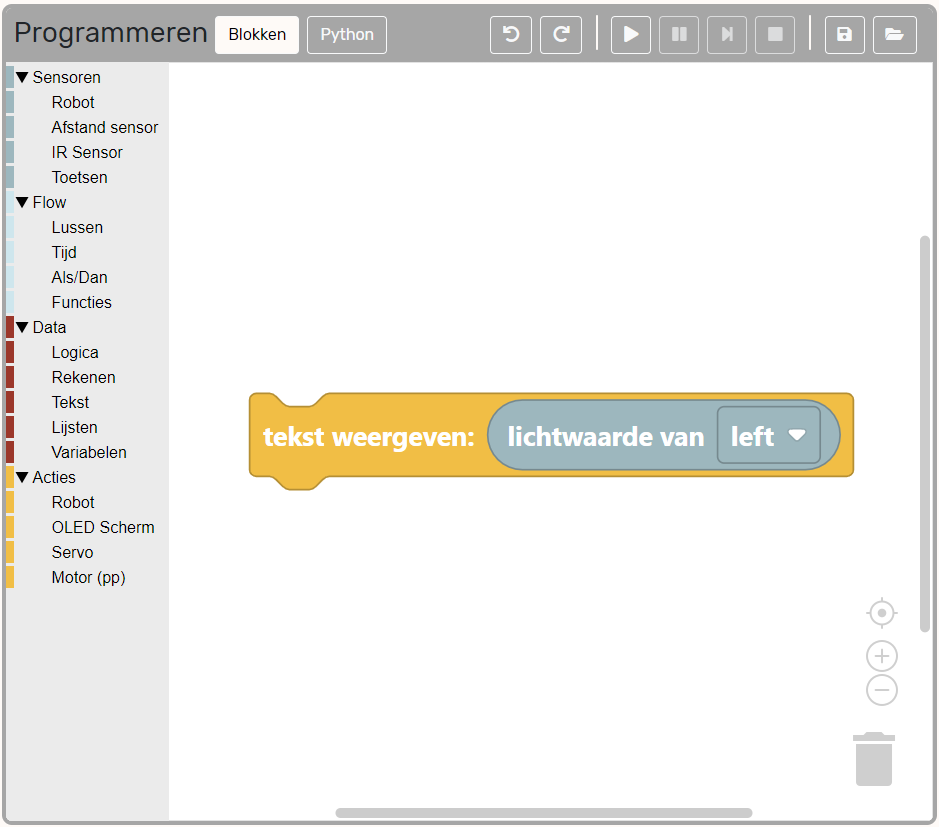 Programmeren Blokken Python
Sensoren
Robot
Afstand sensor
IR Sensor
Toetsen
Flow
Lussen
Tijd
Als/Dan
Functies
Data
Logica
Rekenen
Tekst
Lijsten
Variabelen
Acties
Robot
OLED Scherm
Servo
Motor (pp)
tekst weergeven: lichtwaarde van left